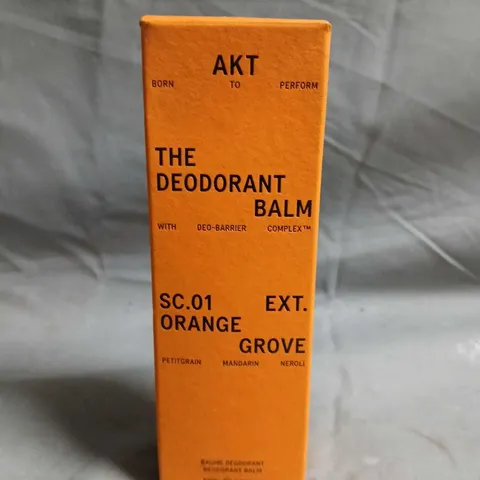 AKT
BORN TO PERFORM
THE
DEODORANT
BALM
WITH DEO-BARRIER COMPLEX™
SC.01 EXT.
ORANGE
GROVE
PETITGRAIN MANDARIN NEROLI
BAUME DEODORANT
DEODORANT BALM